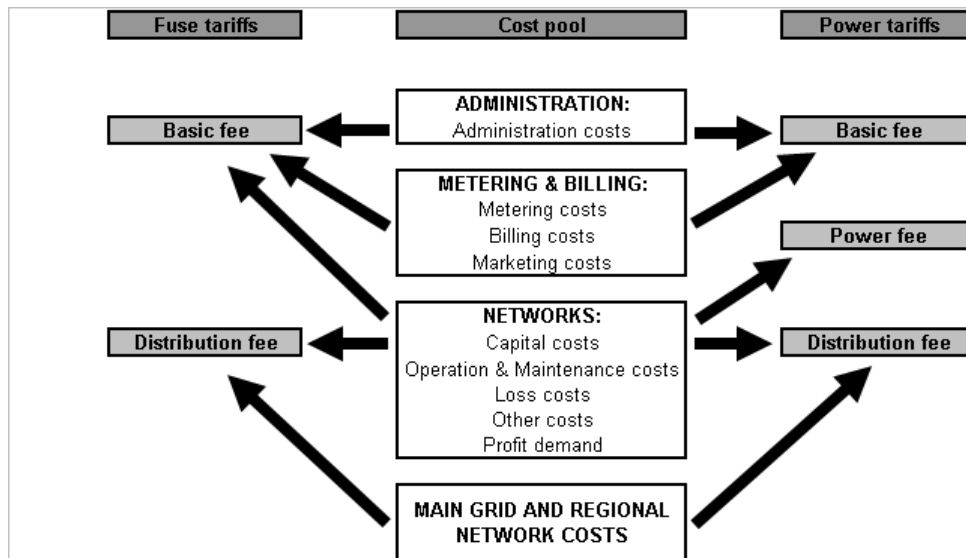 Fuse tariffs
Cost pool
Power tariffs
ADMINISTRATION:
Administration costs
Basic fee
Basic fee
METERING & BILLING:
Metering costs
Billing costs
Marketing costs
Power fee
NETWORKS:
Capital costs
Operation & Maintenance costs
Loss costs
Other costs
Profit demand
Distribution fee
Distribution fee
MAIN GRID AND REGIONAL
NETWORK COSTS